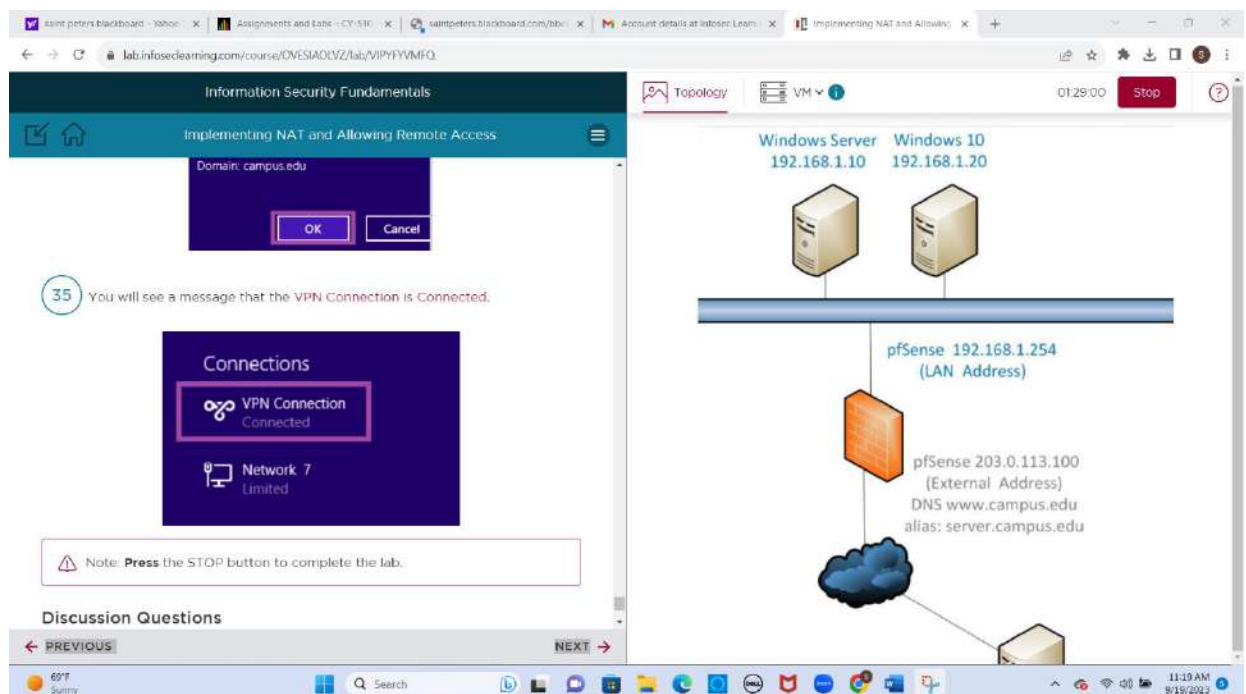 saint peters blackboard - Yahoo
Assignments and Labs - CY-510
saintpeters.blackboard.com/bbc
Account details at Infosec Learn
Implementing NAT and Allowing
lab.infoseclearning.com/course/OVESIAOLVZ/lab/VIPYFYVMFQ
Information Security Fundamentals
Implementing NAT and Allowing Remote Access
Domain: campus.edu
OK
Cancel
35
You will see a message that the VPN Connection is Connected.
Connections
VPN Connection
Connected
Network 7
Limited
Note: Press the STOP button to complete the lab.
Discussion Questions
PREVIOUS
NEXT
Topology
VM
01:29:00
Stop
Windows Server
192.168.1.10
Windows 10
192.168.1.20
pfSense 192.168.1.254
(LAN Address)
pfSense 203.0.113.100
(External Address)
DNS www.campus.edu
alias: server.campus.edu
69°F
Sunny
Search
11:19 AM
9/19/2023